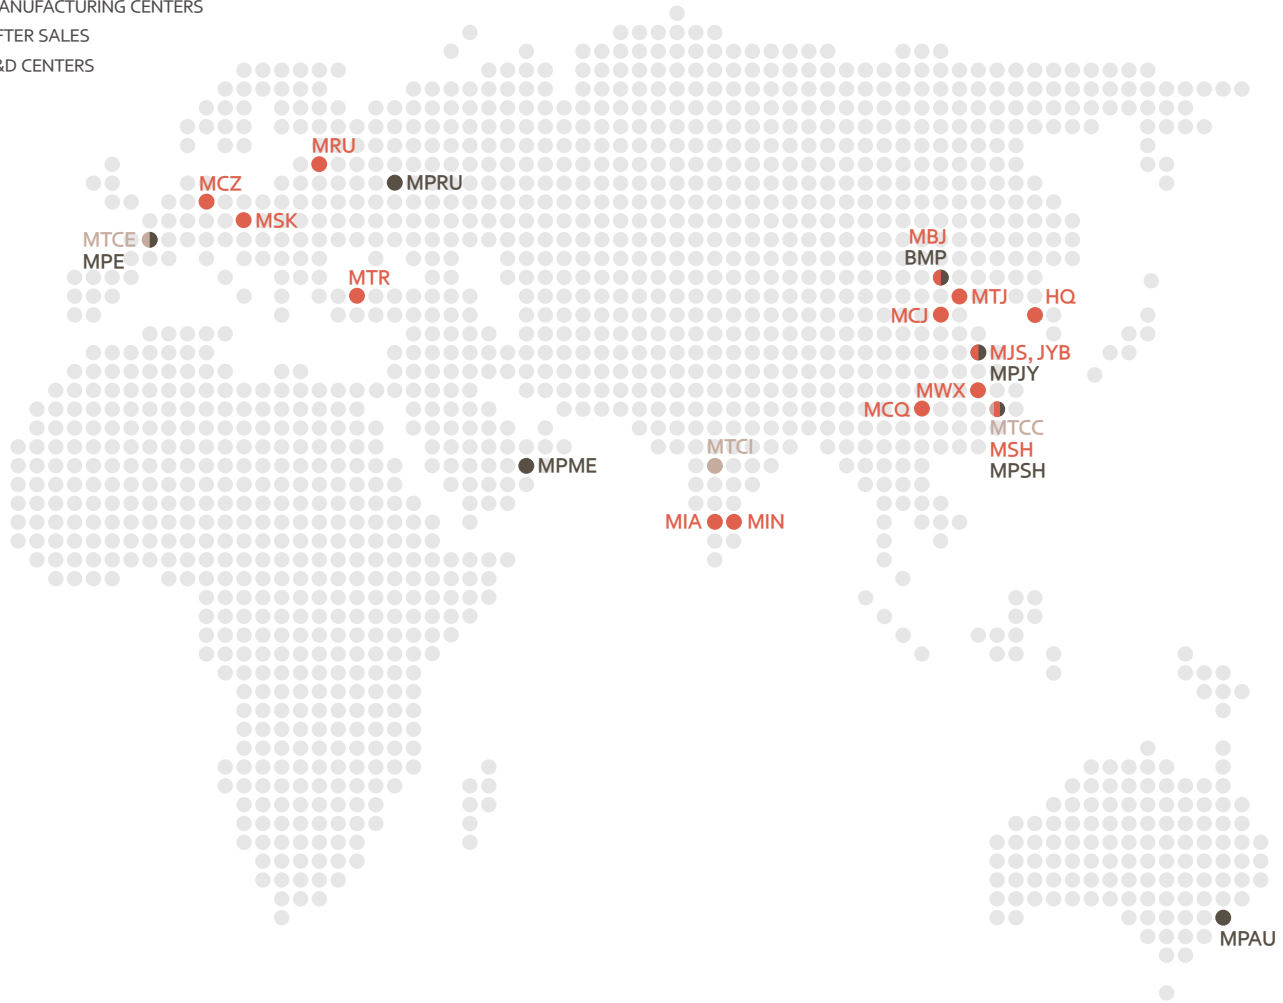 ANUFACTURING CENTERS
FTER SALES
&D CENTERS
MRU
MPRU
MCZ
MSK
MTCE
MPE
MBJ
BMP
MTR
MTJ
HQ
MCJ
MJS, JYB
MPJY
MWX
MCQ
MTCC
MSH
MPSH
MTCI
MPME
MIA
MIN
MPAU